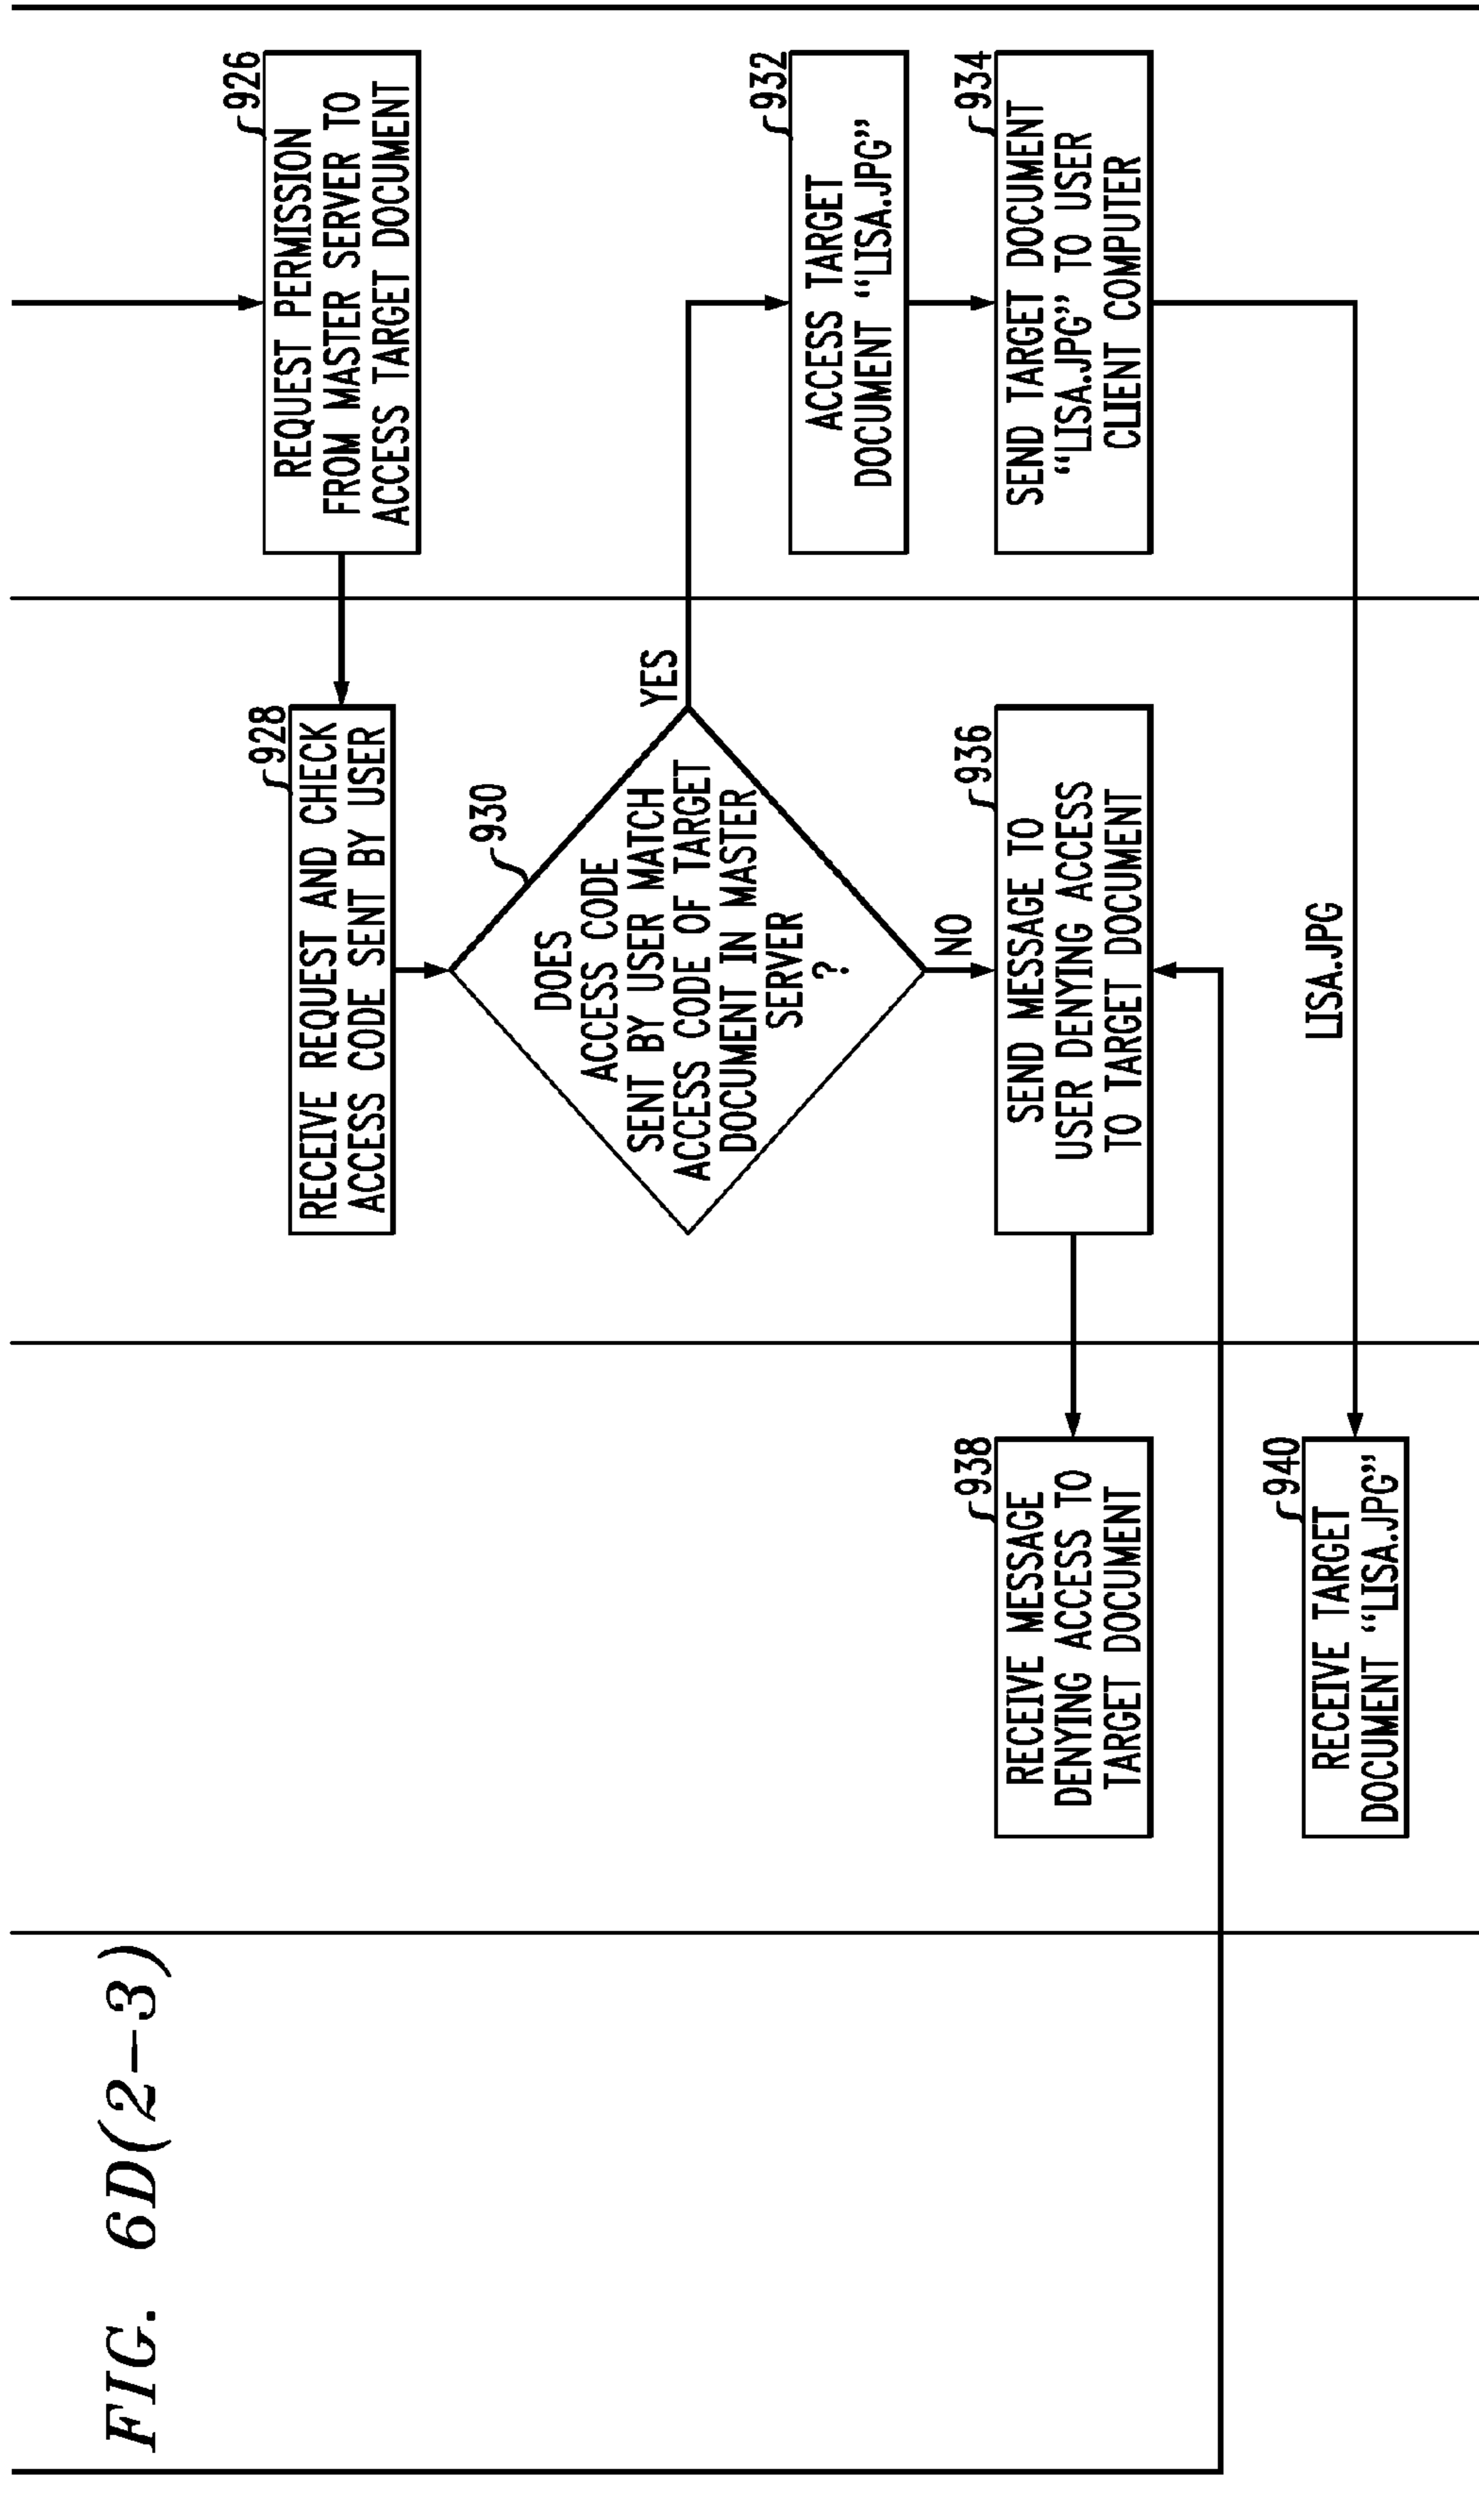 FIG. 6D(2-3)
926
REQUEST PERMISSION
FROM MASTER SERVER TO
ACCESS TARGET DOCUMENT
928
RECEIVE REQUEST AND CHECK
ACCESS CODE SENT BY USER
930
DOES
ACCESS CODE
SENT BY USER MATCH
ACCESS CODE OF TARGET
DOCUMENT IN MASTER
SERVER
?
YES
NO
932
ACCESS TARGET
DOCUMENT “LISA.JPG”
934
SEND TARGET DOCUMENT
“LISA.JPG” TO USER
CLIENT COMPUTER
936
SEND MESSAGE TO
USER DENYING ACCESS
TO TARGET DOCUMENT
938
RECEIVE MESSAGE
DENYING ACCESS TO
TARGET DOCUMENT
LISA.JPG
940
RECEIVE TARGET
DOCUMENT “LISA.JPG”